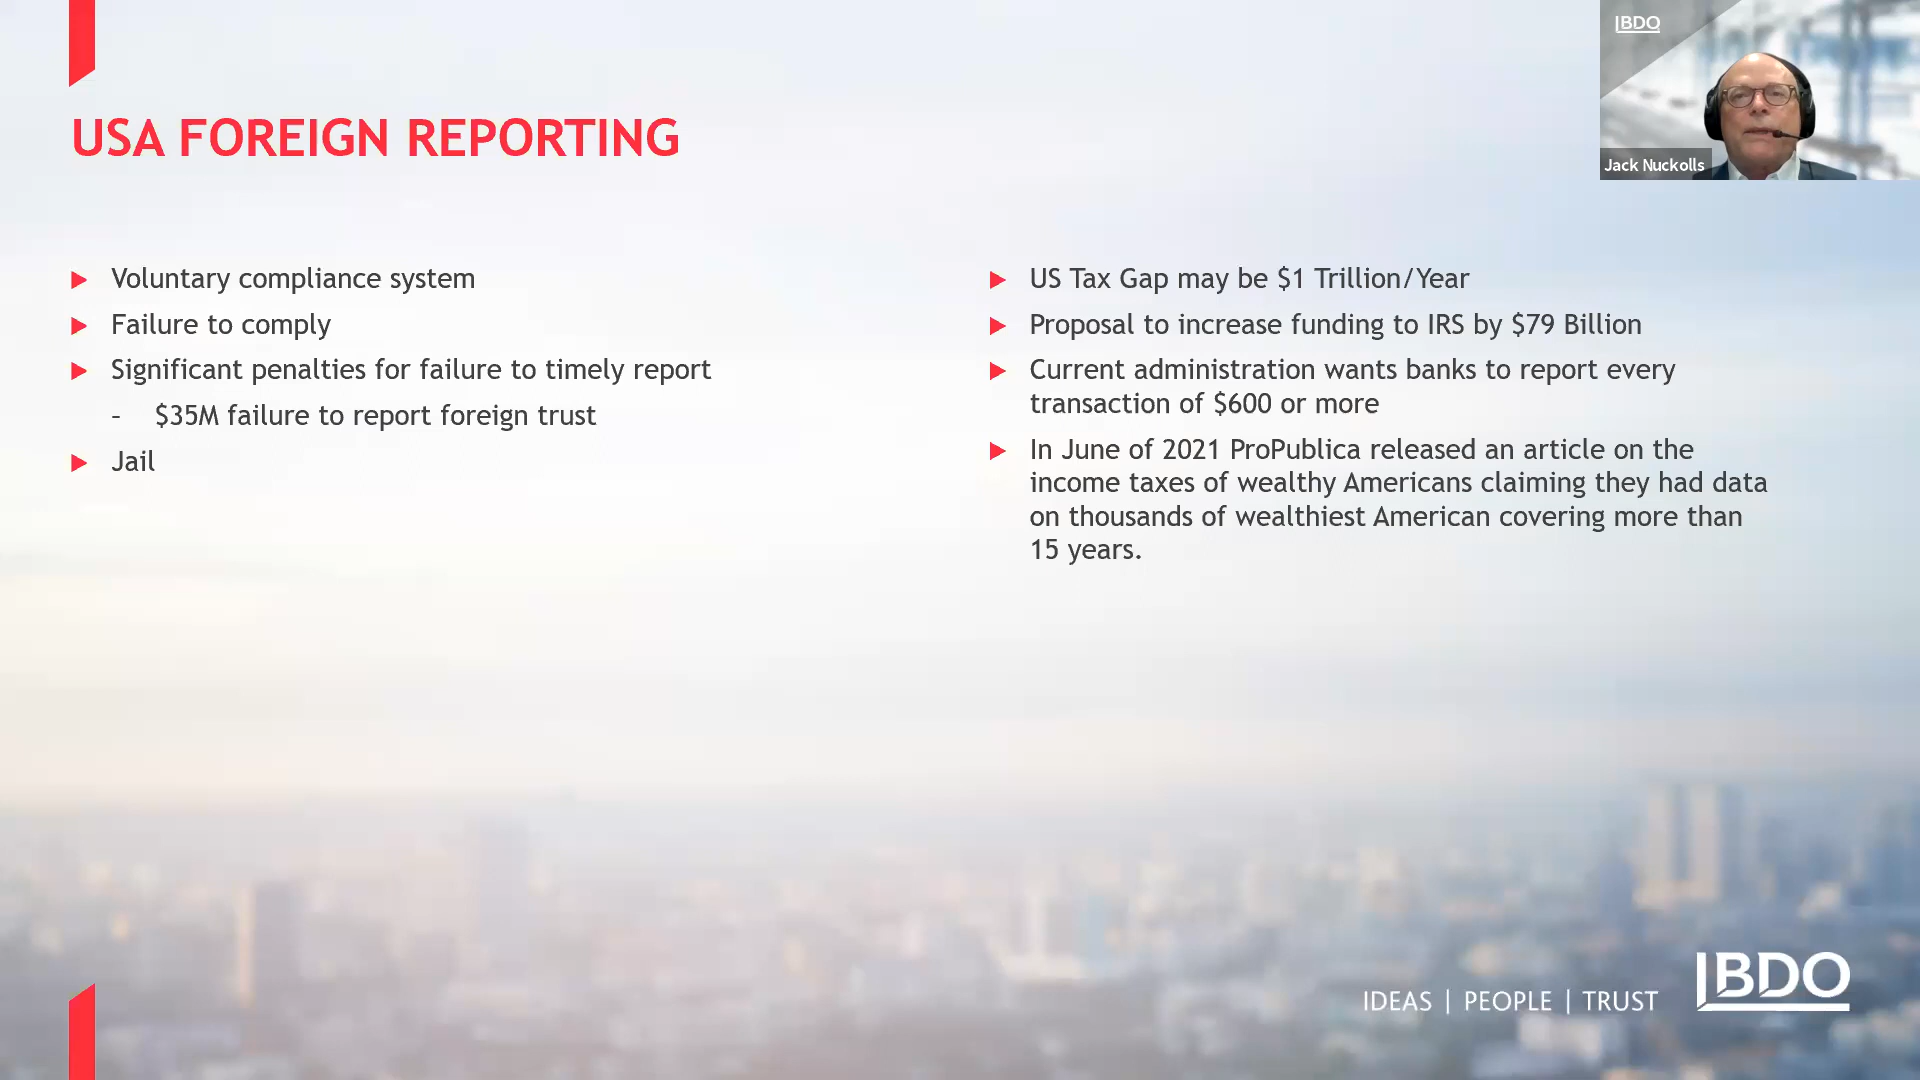 BDO
Jack Nuckolls
USA FOREIGN REPORTING
Voluntary compliance system
Failure to comply
Significant penalties for failure to timely report
- $35M failure to report foreign trust
Jail
US Tax Gap may be $1 Trillion/Year
Proposal to increase funding to IRS by $79 Billion
Current administration wants banks to report every
transaction of $600 or more
In June of 2021 ProPublica released an article on the
income taxes of wealthy Americans claiming they had data
on thousands of wealthiest American covering more than
15 years.
IDEAS | PEOPLE | TRUST
BDO